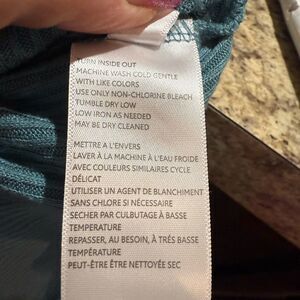 TURN INSIDE OUT
MACHINE WASH COLD GENTLE
WITH LIKE COLORS
USE ONLY NON-CHLORINE BLEACH
TUMBLE DRY LOW
LOW IRON AS NEEDED
MAY BE DRY CLEANED
METTRE A L'ENVERS
LAVER À LA MACHINE À L'EAU FROIDE
AVEC COULEURS SIMILAIRES CYCLE
DÉLICAT
UTILISER UN AGENT DE BLANCHIMENT
SANS CHLORE SI NÉCESSAIRE
SECHER PAR CULBUTAGE À BASSE
TEMPERATURE
REPASSER, AU BESOIN, À TRÈS BASSE
TEMPÉRATURE
PEUT-ÊTRE ÊTRE NETTOYÉE SEC